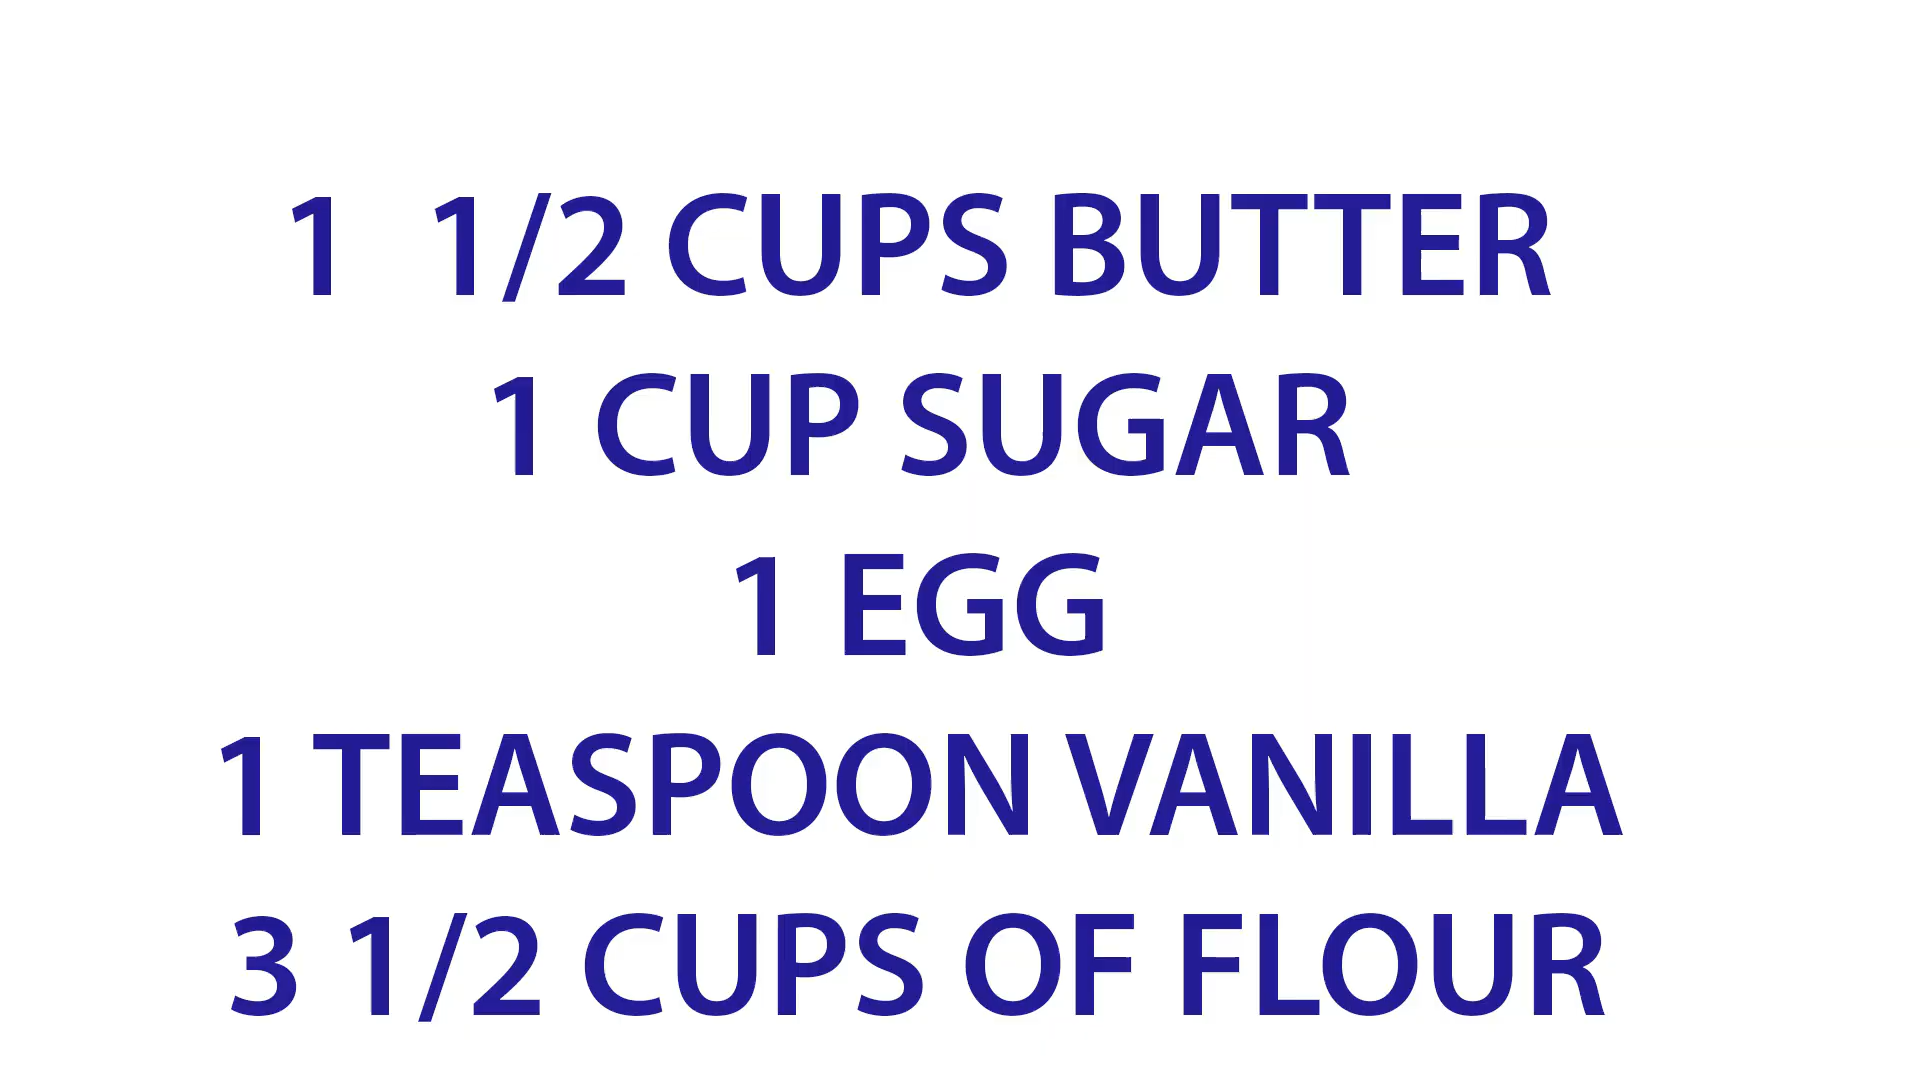 1  1/2 CUPS BUTTER
1 CUP SUGAR
1 EGG
1 TEASPOON VANILLA
3 1/2 CUPS OF FLOUR